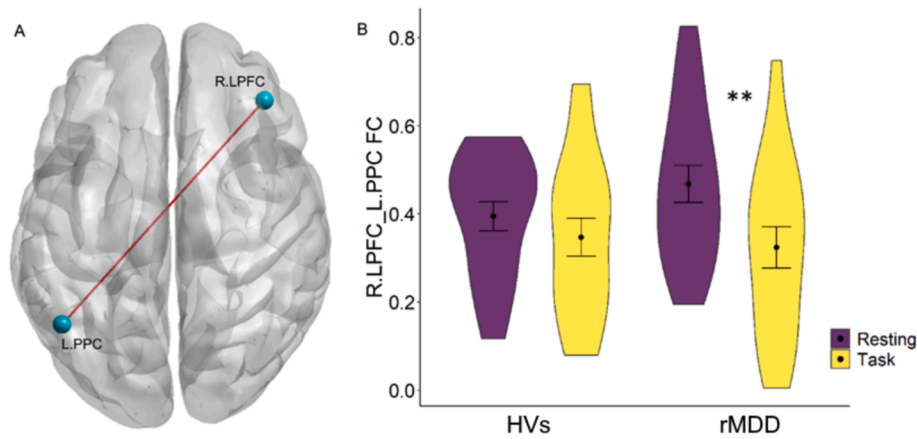 A
R.LPFC
L.PPC
B
R.LPFC_L.PPC FC
0.8
0.6
0.4
0.2
0.0
**
HVs
rMDD
Resting
Task